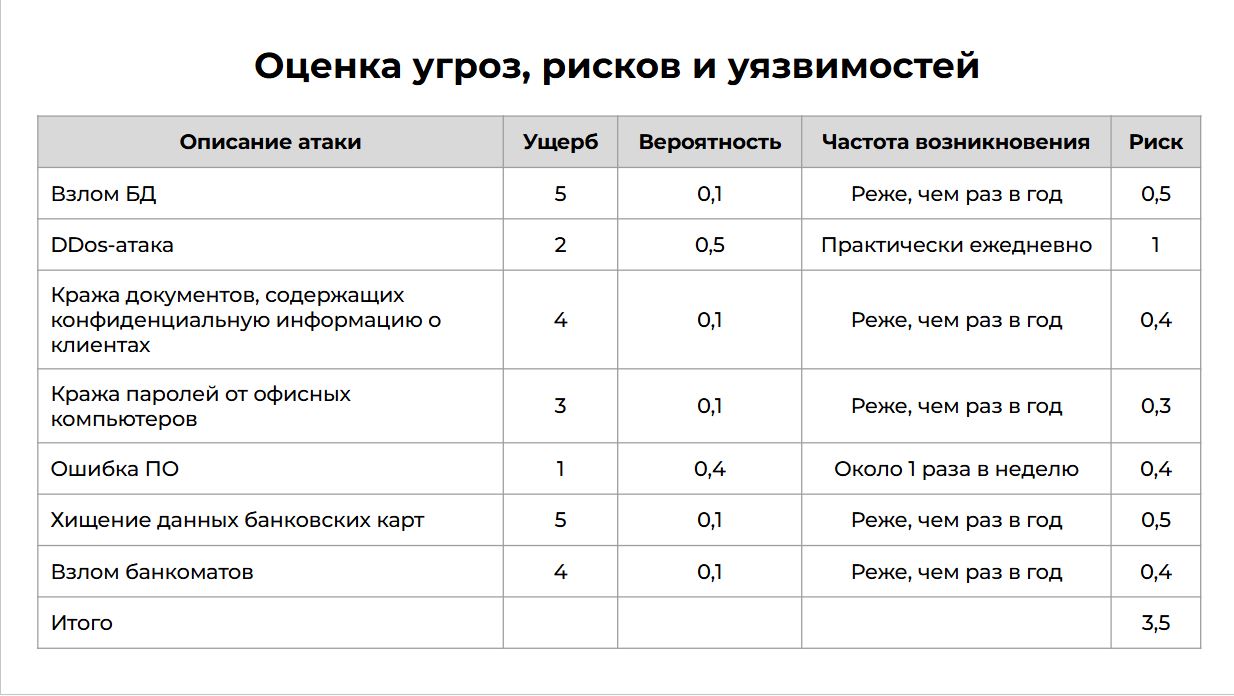 Оценка угроз, рисков и уязвимостей
Описание атаки Ущерб Вероятность Частота возникновения Риск
Взлом БД 5 0,1 Реже, чем раз в год 0,5
DDos-атака 2 0,5 Практически ежедневно 1
Кража документов, содержащих
конфиденциальную информацию о
клиентах
4 0,1 Реже, чем раз в год 0,4
Кража паролей от офисных
компьютеров
3 0,1 Реже, чем раз в год 0,3
Ошибка ПО 1 0,4 Около 1 раза в неделю 0,4
Хищение данных банковских карт 5 0,1 Реже, чем раз в год 0,5
Взлом банкоматов 4 0,1 Реже, чем раз в год 0,4
Итого 3,5